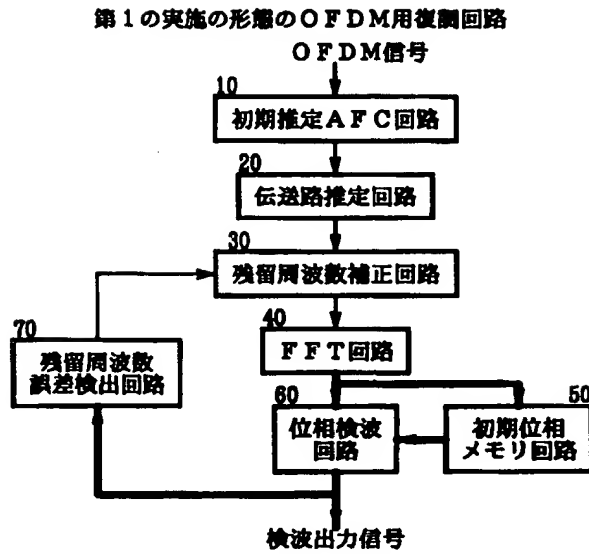 第１の実施の形態のＯＦＤＭ用復調回路
ＯＦＤＭ信号
10
初期推定ＡＦＣ回路
20
伝送路推定回路
30
残留周波数補正回路
40
ＦＦＴ回路
70
残留周波数
誤差検出回路
60
位相検波
回路
50
初期位相
メモリ回路
検波出力信号